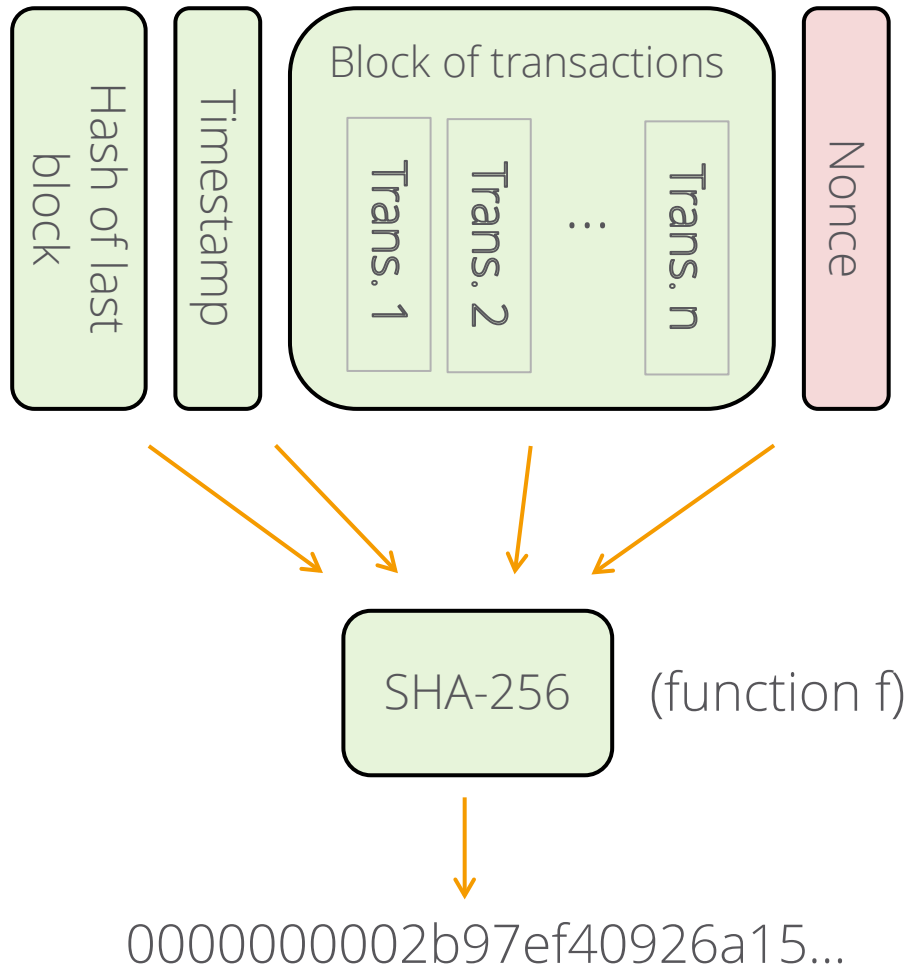 Hash of last
block
Timestamp
Block of transactions
Trans. 1
Trans. 2
...
Trans. n
Nonce
SHA-256
(function f)
0000000002b97ef40926a15...